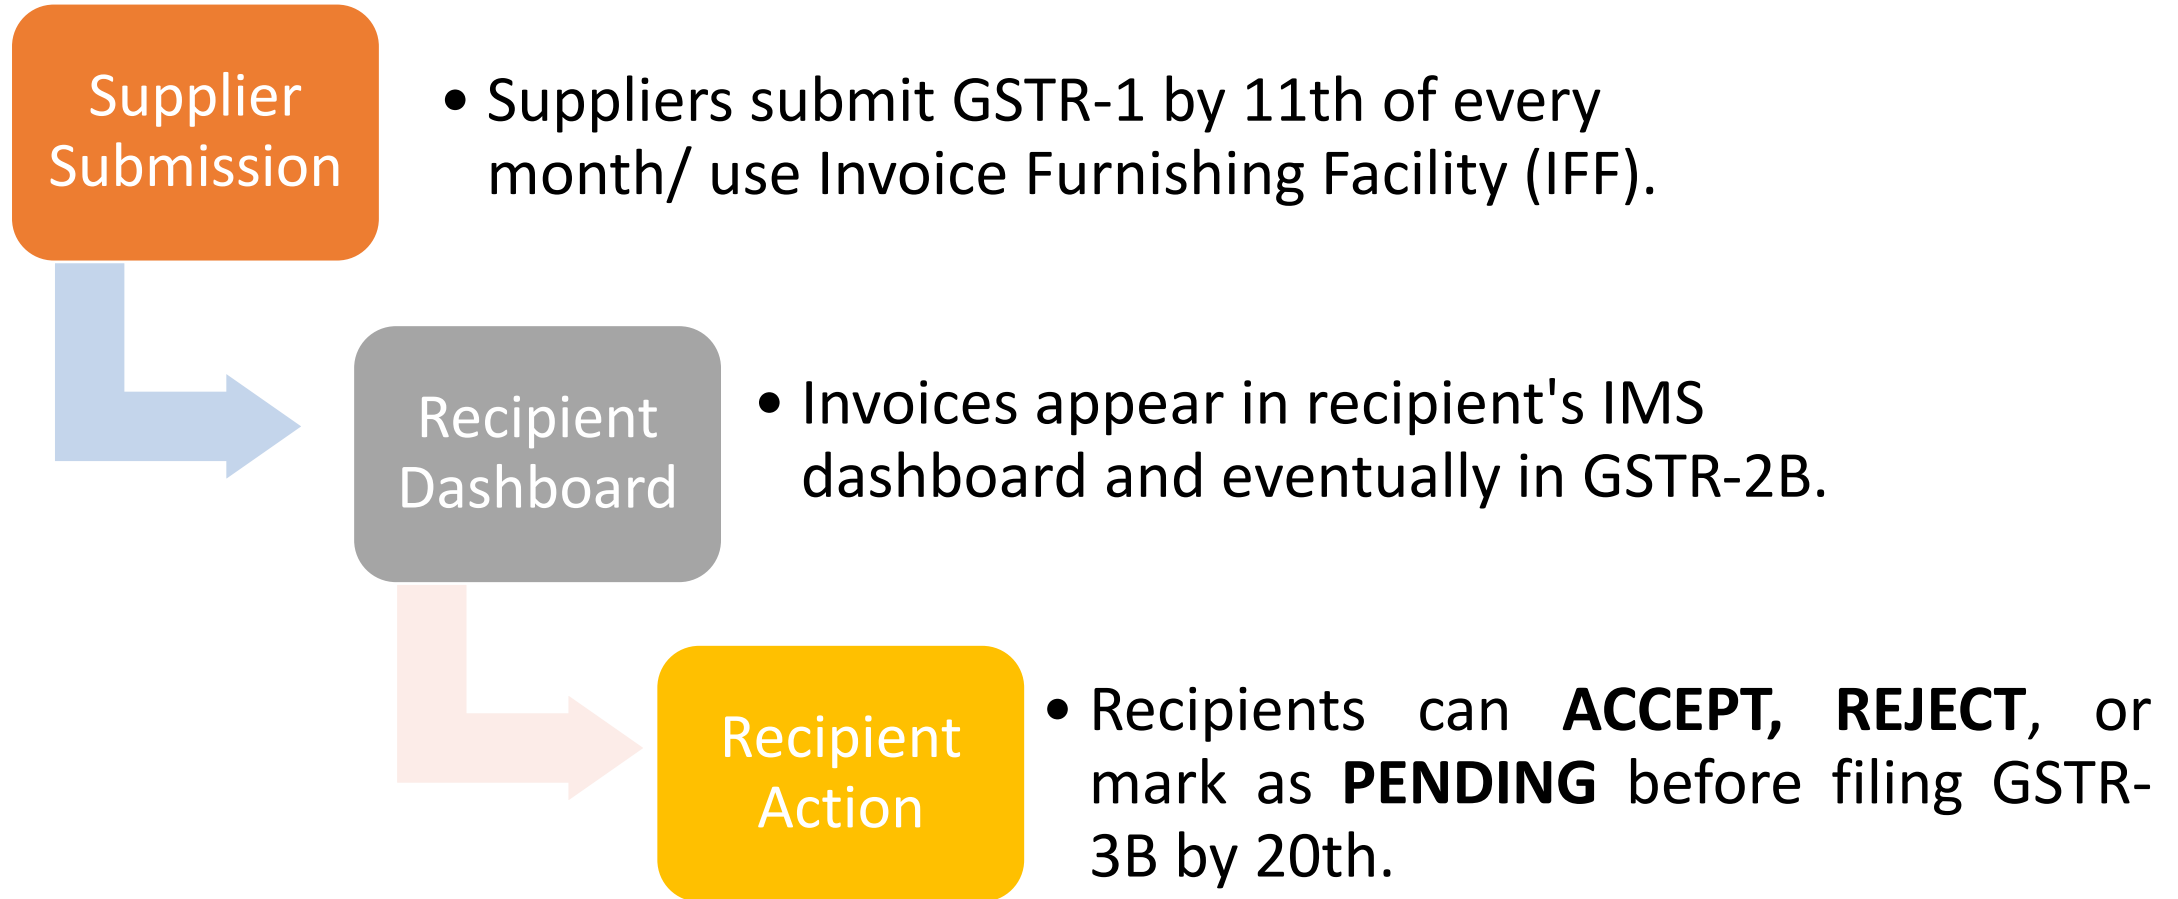 Supplier
Submission
• Suppliers submit GSTR-1 by 11th of every
month/ use Invoice Furnishing Facility (IFF).
Recipient
Dashboard
• Invoices appear in recipient's IMS
dashboard and eventually in GSTR-2B.
Recipient
Action
• Recipients can ACCEPT, REJECT, or
mark as PENDING before filing GSTR-
3B by 20th.